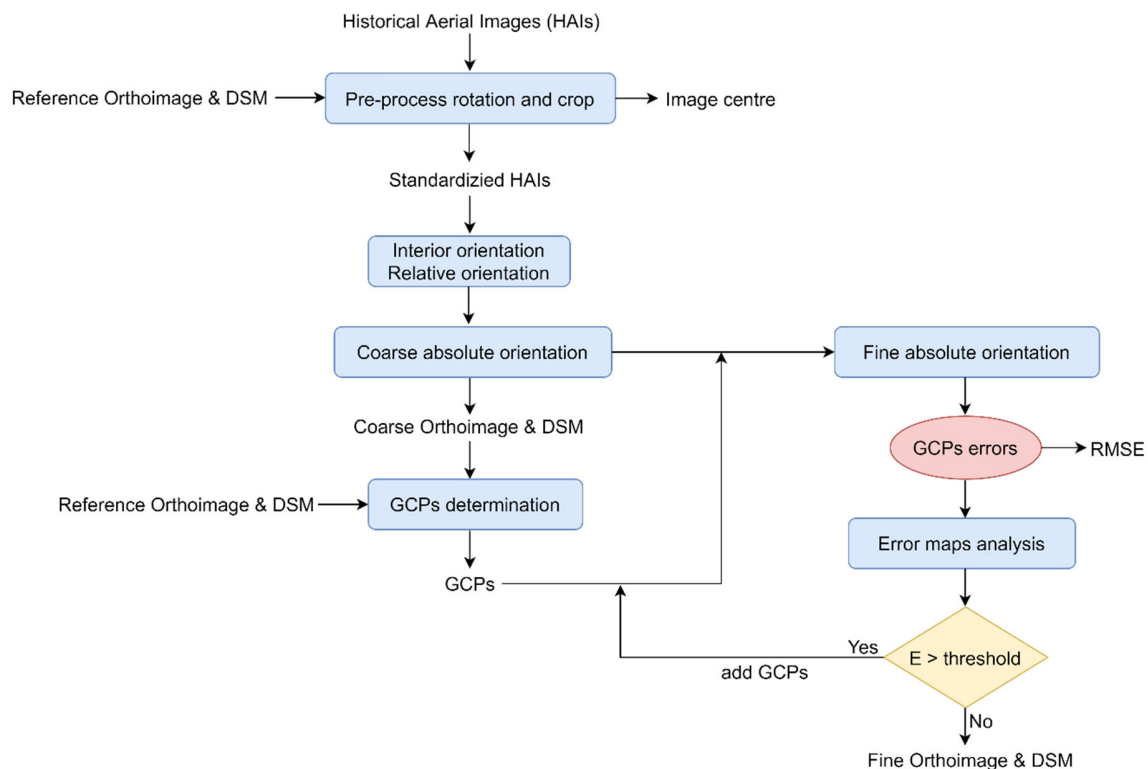 Historical Aerial Images (HAIs)
Reference Orthoimage & DSM
Pre-process rotation and crop
Image centre
Standardizied HAIs
Interior orientation
Relative orientation
Coarse absolute orientation
Fine absolute orientation
Coarse Orthoimage & DSM
GCPs errors
RMSE
Reference Orthoimage & DSM
GCPs determination
Error maps analysis
GCPs
Yes
E > threshold
add GCPs
No
Fine Orthoimage & DSM